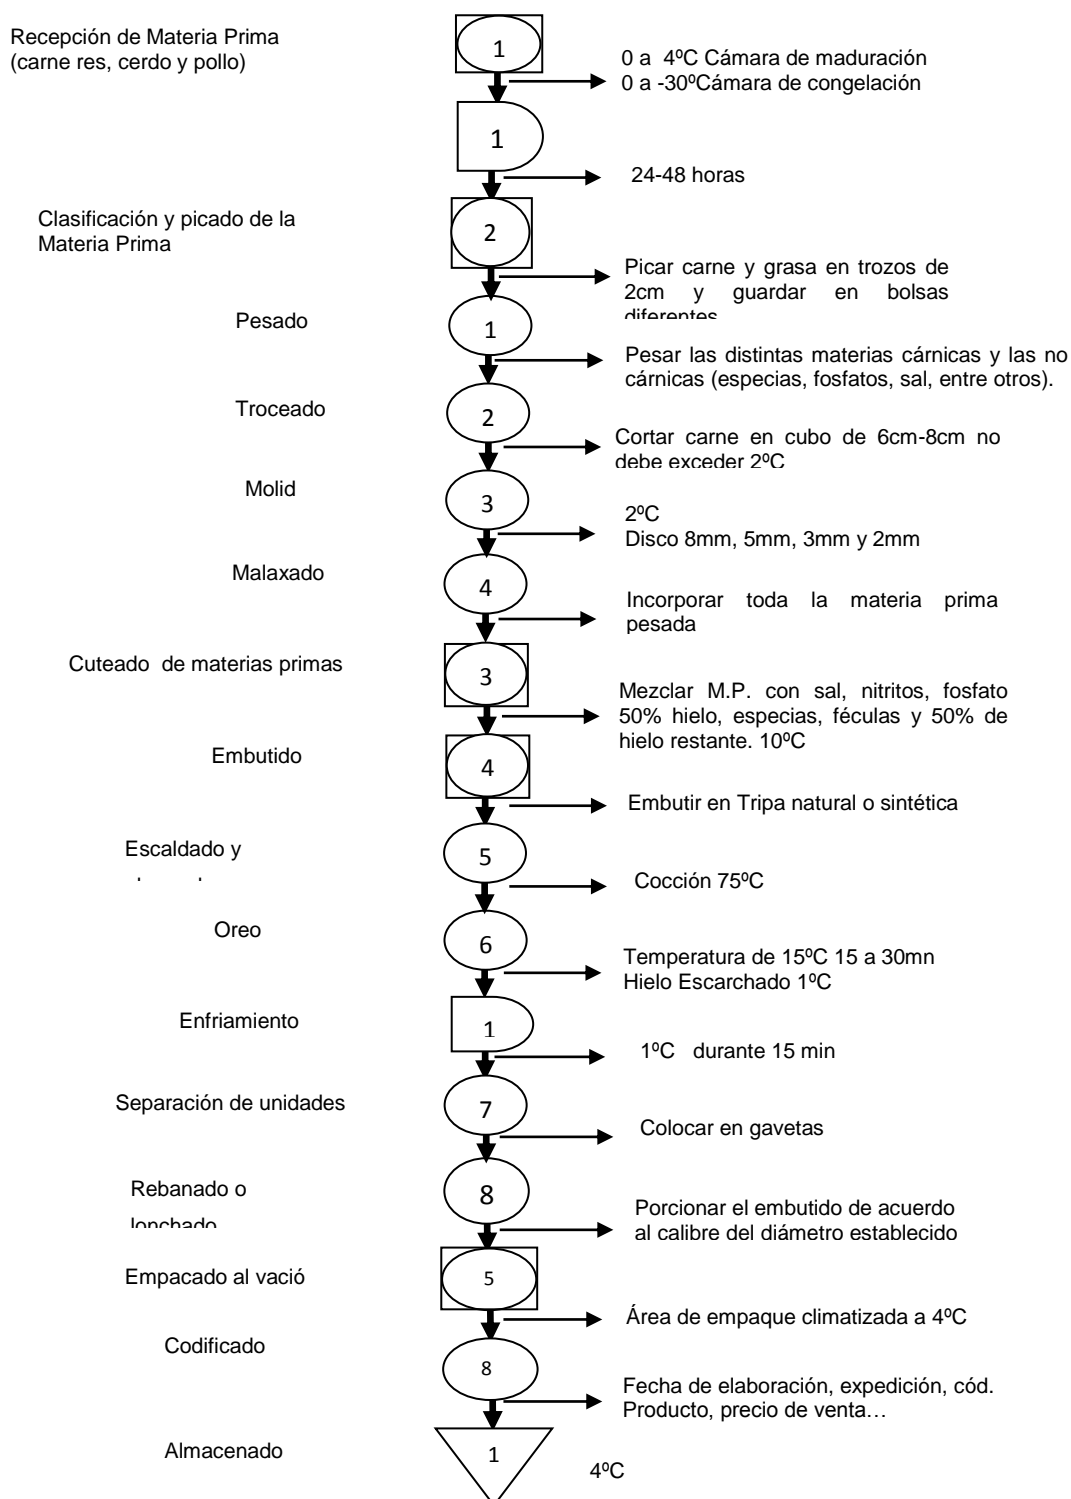 Recepción de Materia Prima
(carne res, cerdo y pollo)
1
0 a  4ºC Cámara de maduración
0 a -30ºCámara de congelación
1
24-48 horas
Clasificación y picado de la
Materia Prima
2
Picar carne y grasa en trozos de
2cm y guardar en bolsas
diferentes
Pesado
1
Pesar las distintas materias cárnicas y las no
cárnicas (especias, fosfatos, sal, entre otros).
Troceado
2
Cortar carne en cubo de 6cm-8cm no
debe exceder 2ºC
Molid
3
2ºC
Disco 8mm, 5mm, 3mm y 2mm
Malaxado
4
Incorporar toda la materia prima
pesada
Cuteado  de materias primas
3
Mezclar M.P. con sal, nitritos, fosfato
50% hielo, especias, féculas y 50% de
hielo restante. 10ºC
Embutido
4
Embutir en Tripa natural o sintética
Escaldado y
5
Cocción 75ºC
Oreo
6
Temperatura de 15ºC 15 a 30mn
Hielo Escarchado 1ºC
Enfriamiento
1
1ºC   durante 15 min
Separación de unidades
7
Colocar en gavetas
Rebanado o
lonchado
8
Porcionar el embutido de acuerdo
al calibre del diámetro establecido
Empacado al vació
5
Área de empaque climatizada a 4ºC
Codificado
8
Fecha de elaboración, expedición, cód.
Producto, precio de venta…
Almacenado
1
4ºC